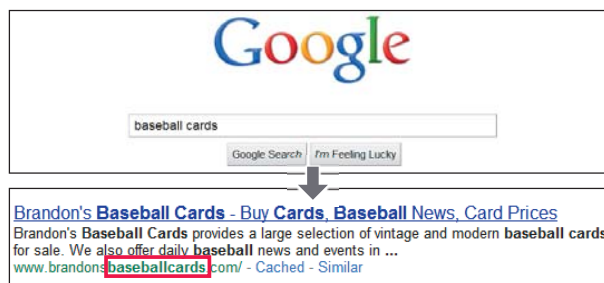 Google
baseball cards
Google Search I'm Feeling Lucky
Brandon's Baseball Cards - Buy Cards, Baseball News, Card Prices
Brandon's Baseball Cards provides a large selection of vintage and modern baseball cards
for sale. We also offer daily baseball news and events in ...
www.brandonsbaseballcards.com/ - Cached - Similar